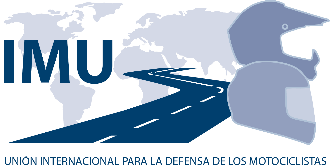 IMU
UNIÓN INTERNACIONAL PARA LA DEFENSA DE LOS MOTOCICLISTAS